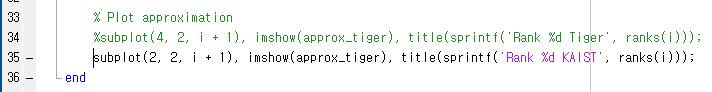 32
33 % Plot approximation
34 %subplot(4, 2, i + 1), imshow(approx_tiger), title(sprintf('Rank %d Tiger', ranks(i)));
35 – subplot(2, 2, i + 1), imshow(approx_tiger), title(sprintf('Rank %d KAIST', ranks(i)));
36 – end